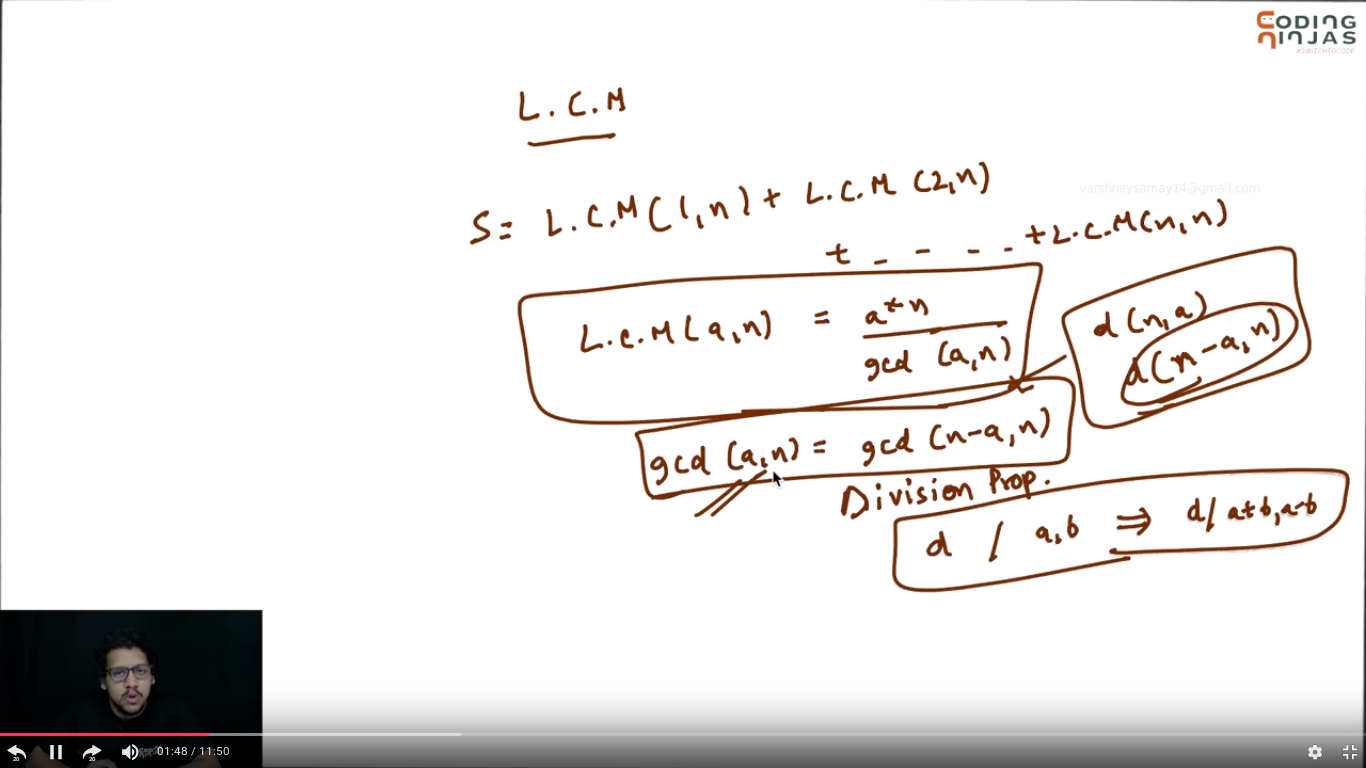 CODING
NINJAS
#SWITCHTOCODE
L.C.M
varshneysamay14@gmail.com
S = L.C.M(1,n) + L.C.M(2,n)
+ _ _ _ . + L.C.M(n,n)
L.C.M(a,n) = a*n
gcd (a,n)
d(n,a)
d(n-a,n)
gcd (a,n) = gcd (n-a,n)
Division Prop.
d / a,b ⇒ d/ a+b,a-b
20 20 01:48 / 11:50